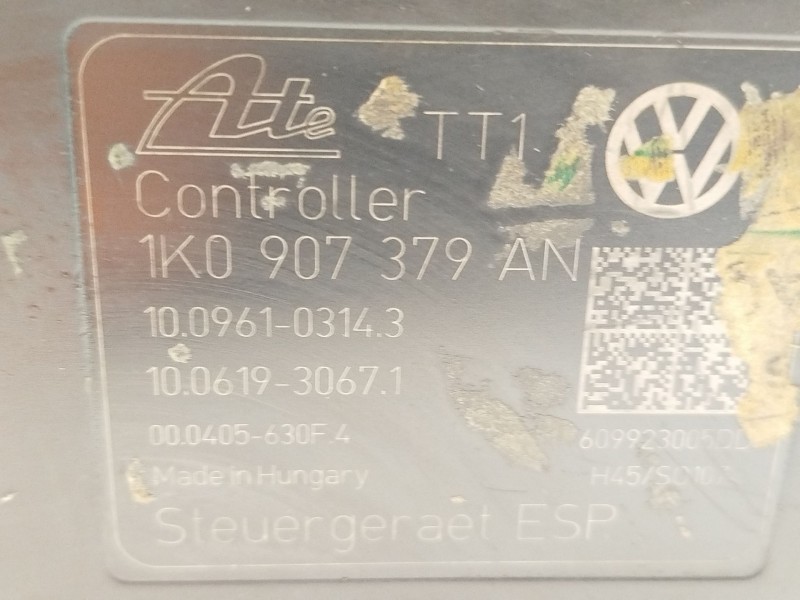 Ate TT1
Controller
1K0 907 379 AN
10.0961-0314.3
10.0619-3067.1
00.0405-630F.4
Made in Hungary
Steuergeraet ESP